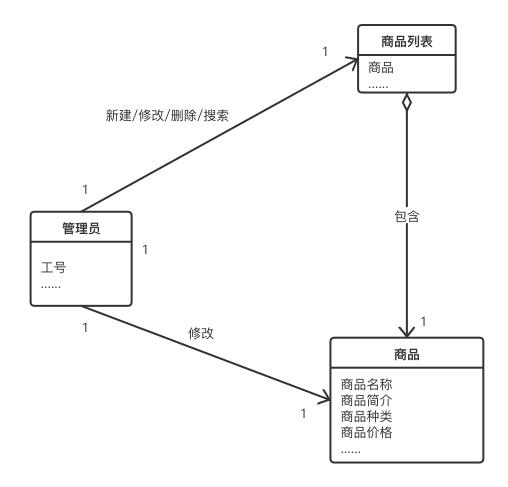 1
商品列表
商品
......
新建/修改/删除/搜索
1
管理员
1
工号
......
包含
1
1
修改
商品
商品名称
商品简介
商品种类
商品价格
1
......